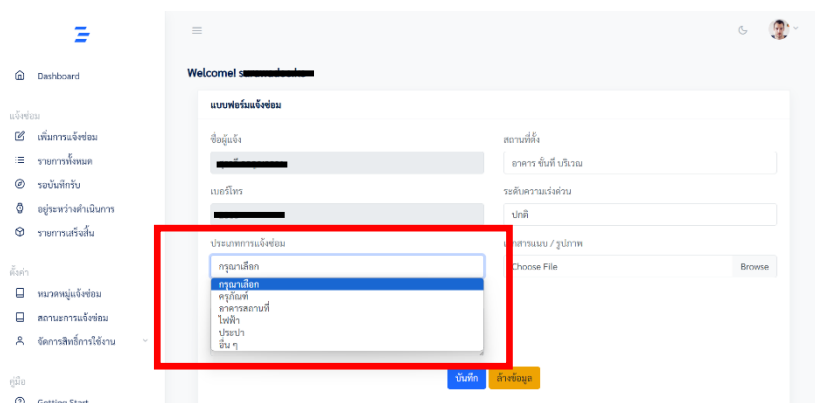 Dashboard
แจ้งซ่อม
เพิ่มการแจ้งซ่อม
รายการทั้งหมด
รอบันทึกรับ
อยู่ระหว่างดำเนินการ
รายการเสร็จสิ้น
ตั้งค่า
หมวดหมู่แจ้งซ่อม
สถานะการแจ้งซ่อม
จัดการสิทธิ์การใช้งาน
คู่มือ
Getting Start
Welcome!
แบบฟอร์มแจ้งซ่อม
ชื่อผู้แจ้ง
สถานที่ตั้ง
อาคาร ชั้นที่ บริเวณ
เบอร์โทร
ระดับความเร่งด่วน
ปกติ
ประเภทการแจ้งซ่อม
กรุณาเลือก
กรุณาเลือก
ครุภัณฑ์
อาคารสถานที่
ไฟฟ้า
ประปา
อื่น ๆ
/ รูปภาพ
Choose File
Browse
บันทึก
ล้างข้อมูล